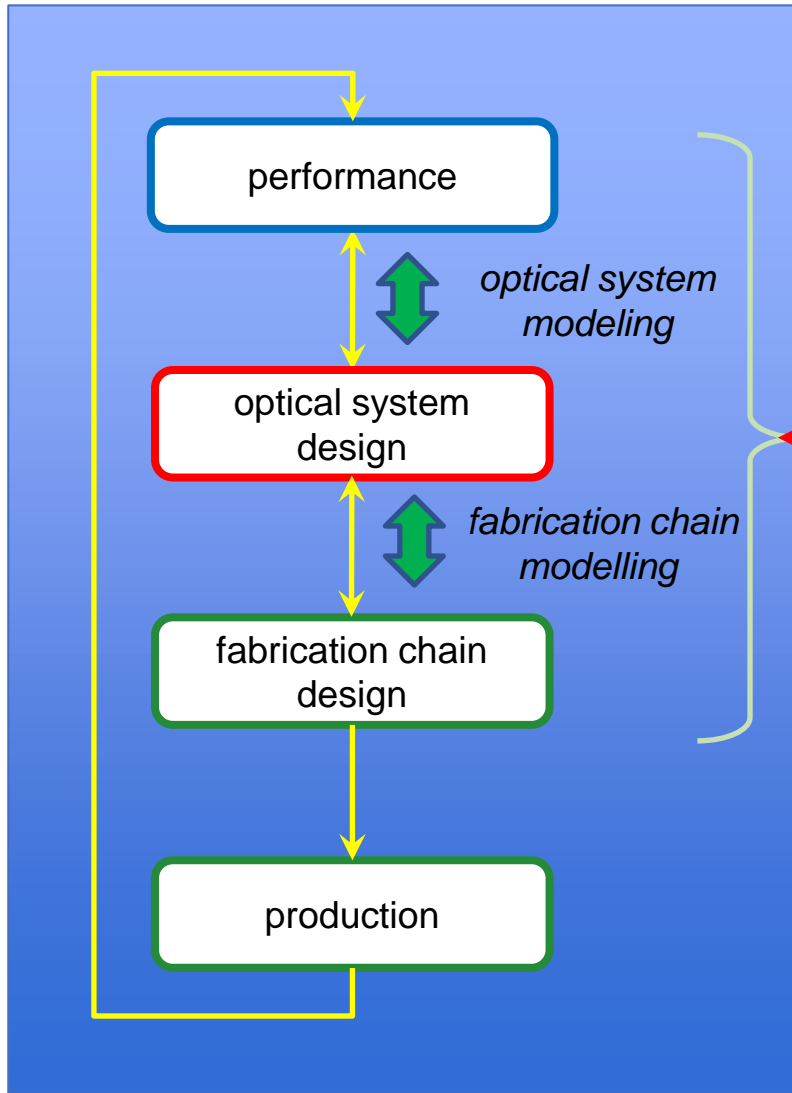 performance
optical system
modeling
optical system
design
fabrication chain
modelling
fabrication chain
design
production